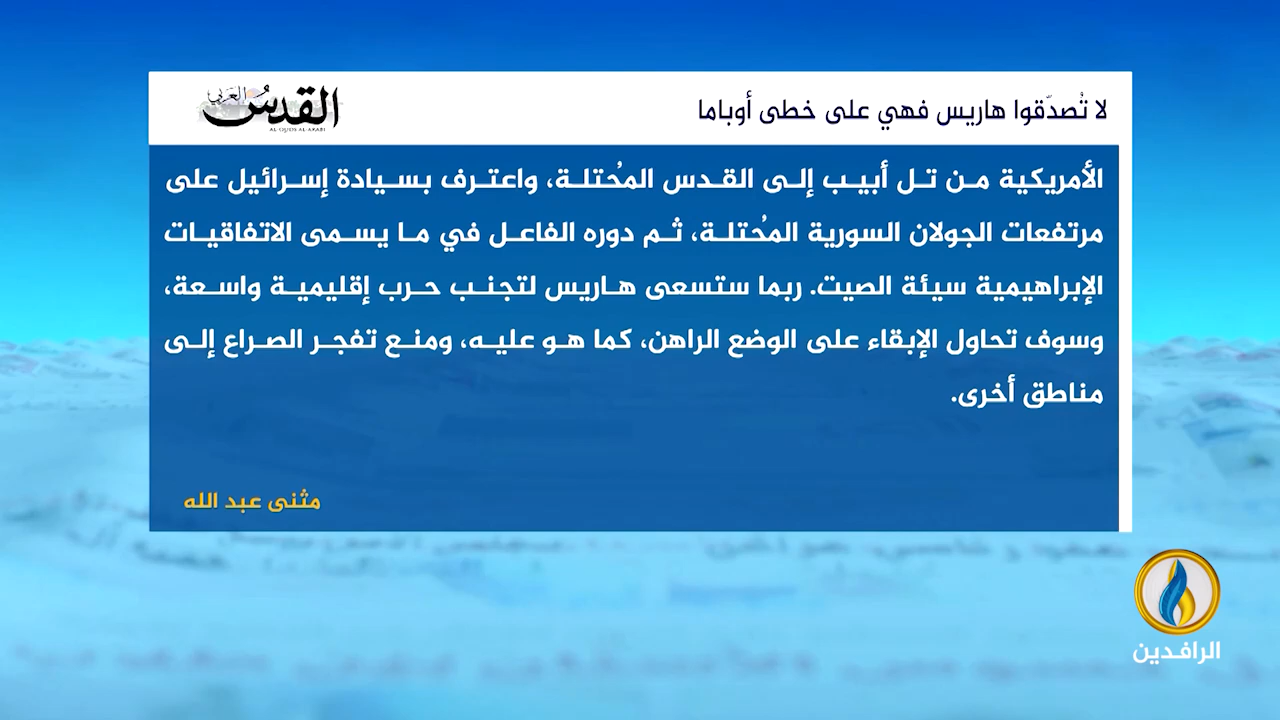 لا تُصدّقوا هاريس فهي على خطى أوباما
القدس العربي
AL-QUDS AL-ARABI
الأمريكية من تل أبيب إلى القدس المُحتلة، واعترف بسيادة إسرائيل على
مرتفعات الجولان السورية المُحتلة، ثم دوره الفاعل في ما يسمى الاتفاقيات
الإبراهيمية سيئة الصيت. ربما ستسعى هاريس لتجنب حرب إقليمية واسعة،
وسوف تحاول الإبقاء على الوضع الراهن، كما هو عليه، ومنع تفجر الصراع إلى
مناطق أخرى.
مثنى عبد الله
الرافدين